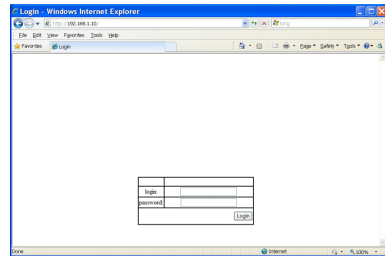 Login - Windows Internet Explorer
http://192.168.1.10/
Bing
File Edit View Favorites Tools Help
Favorites
Login
Page Safety Tools
login:
password:
Login
Done
Internet
100%